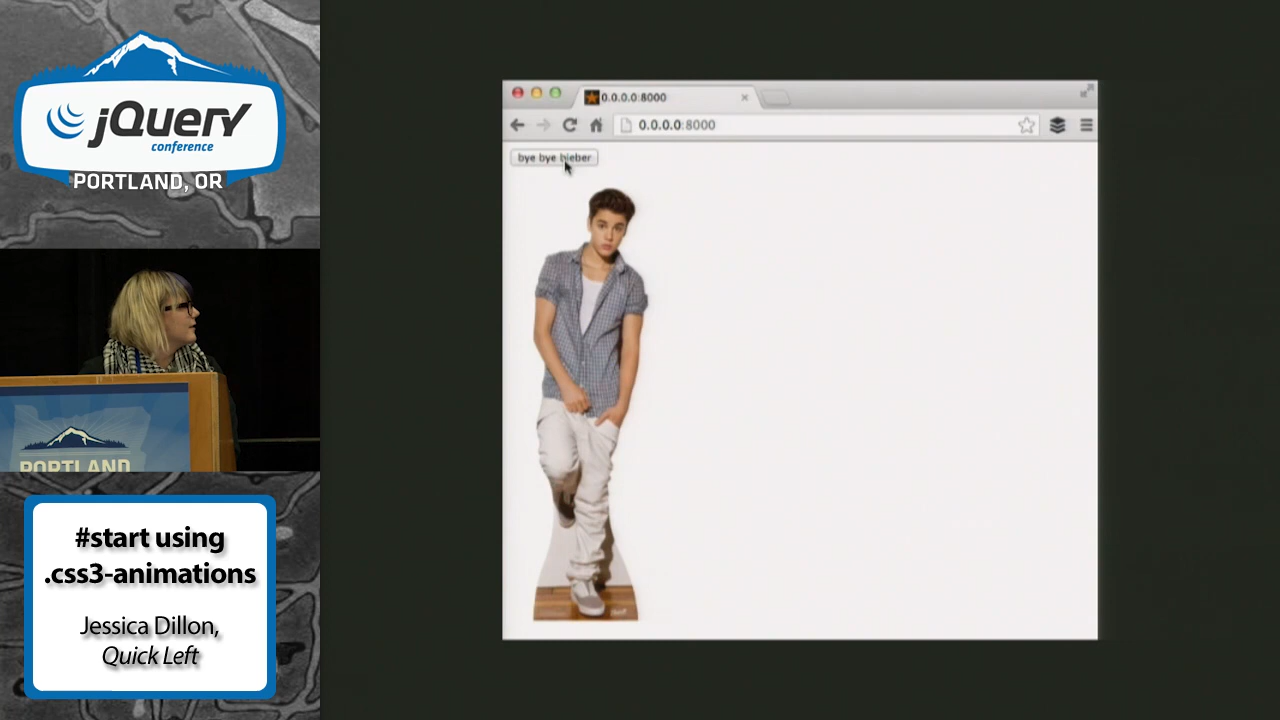 jQuery
conference
PORTLAND, OR
PORTLAND
#start using
.css3-animations
Jessica Dillon,
Quick Left
0.0.0.0:8000
0.0.0.0:8000
bye bye bieber